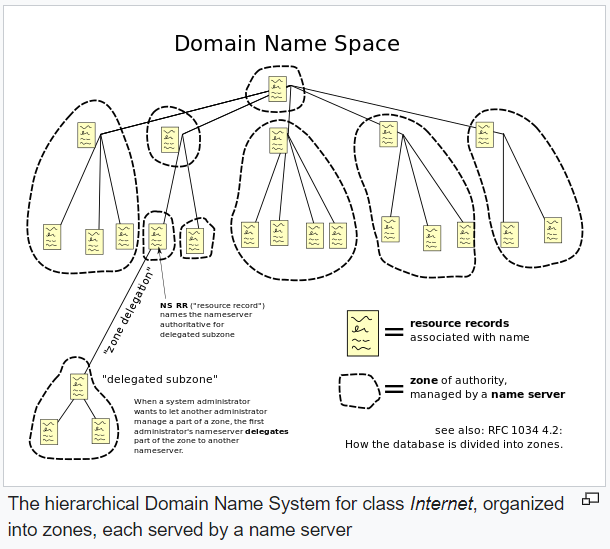 Domain Name Space
NS RR ("resource record")
names the nameserver
authoritative for
delegated subzone
"zone delegation"
resource records
associated with name
"delegated subzone"
zone of authority,
managed by a name server
When a system administrator
wants to let another administrator
manage a part of a zone, the first
administrator's nameserver delegates
part of the zone to another
nameserver.
see also: RFC 1034 4.2:
How the database is divided into zones.
The hierarchical Domain Name System for class Internet, organized
into zones, each served by a name server